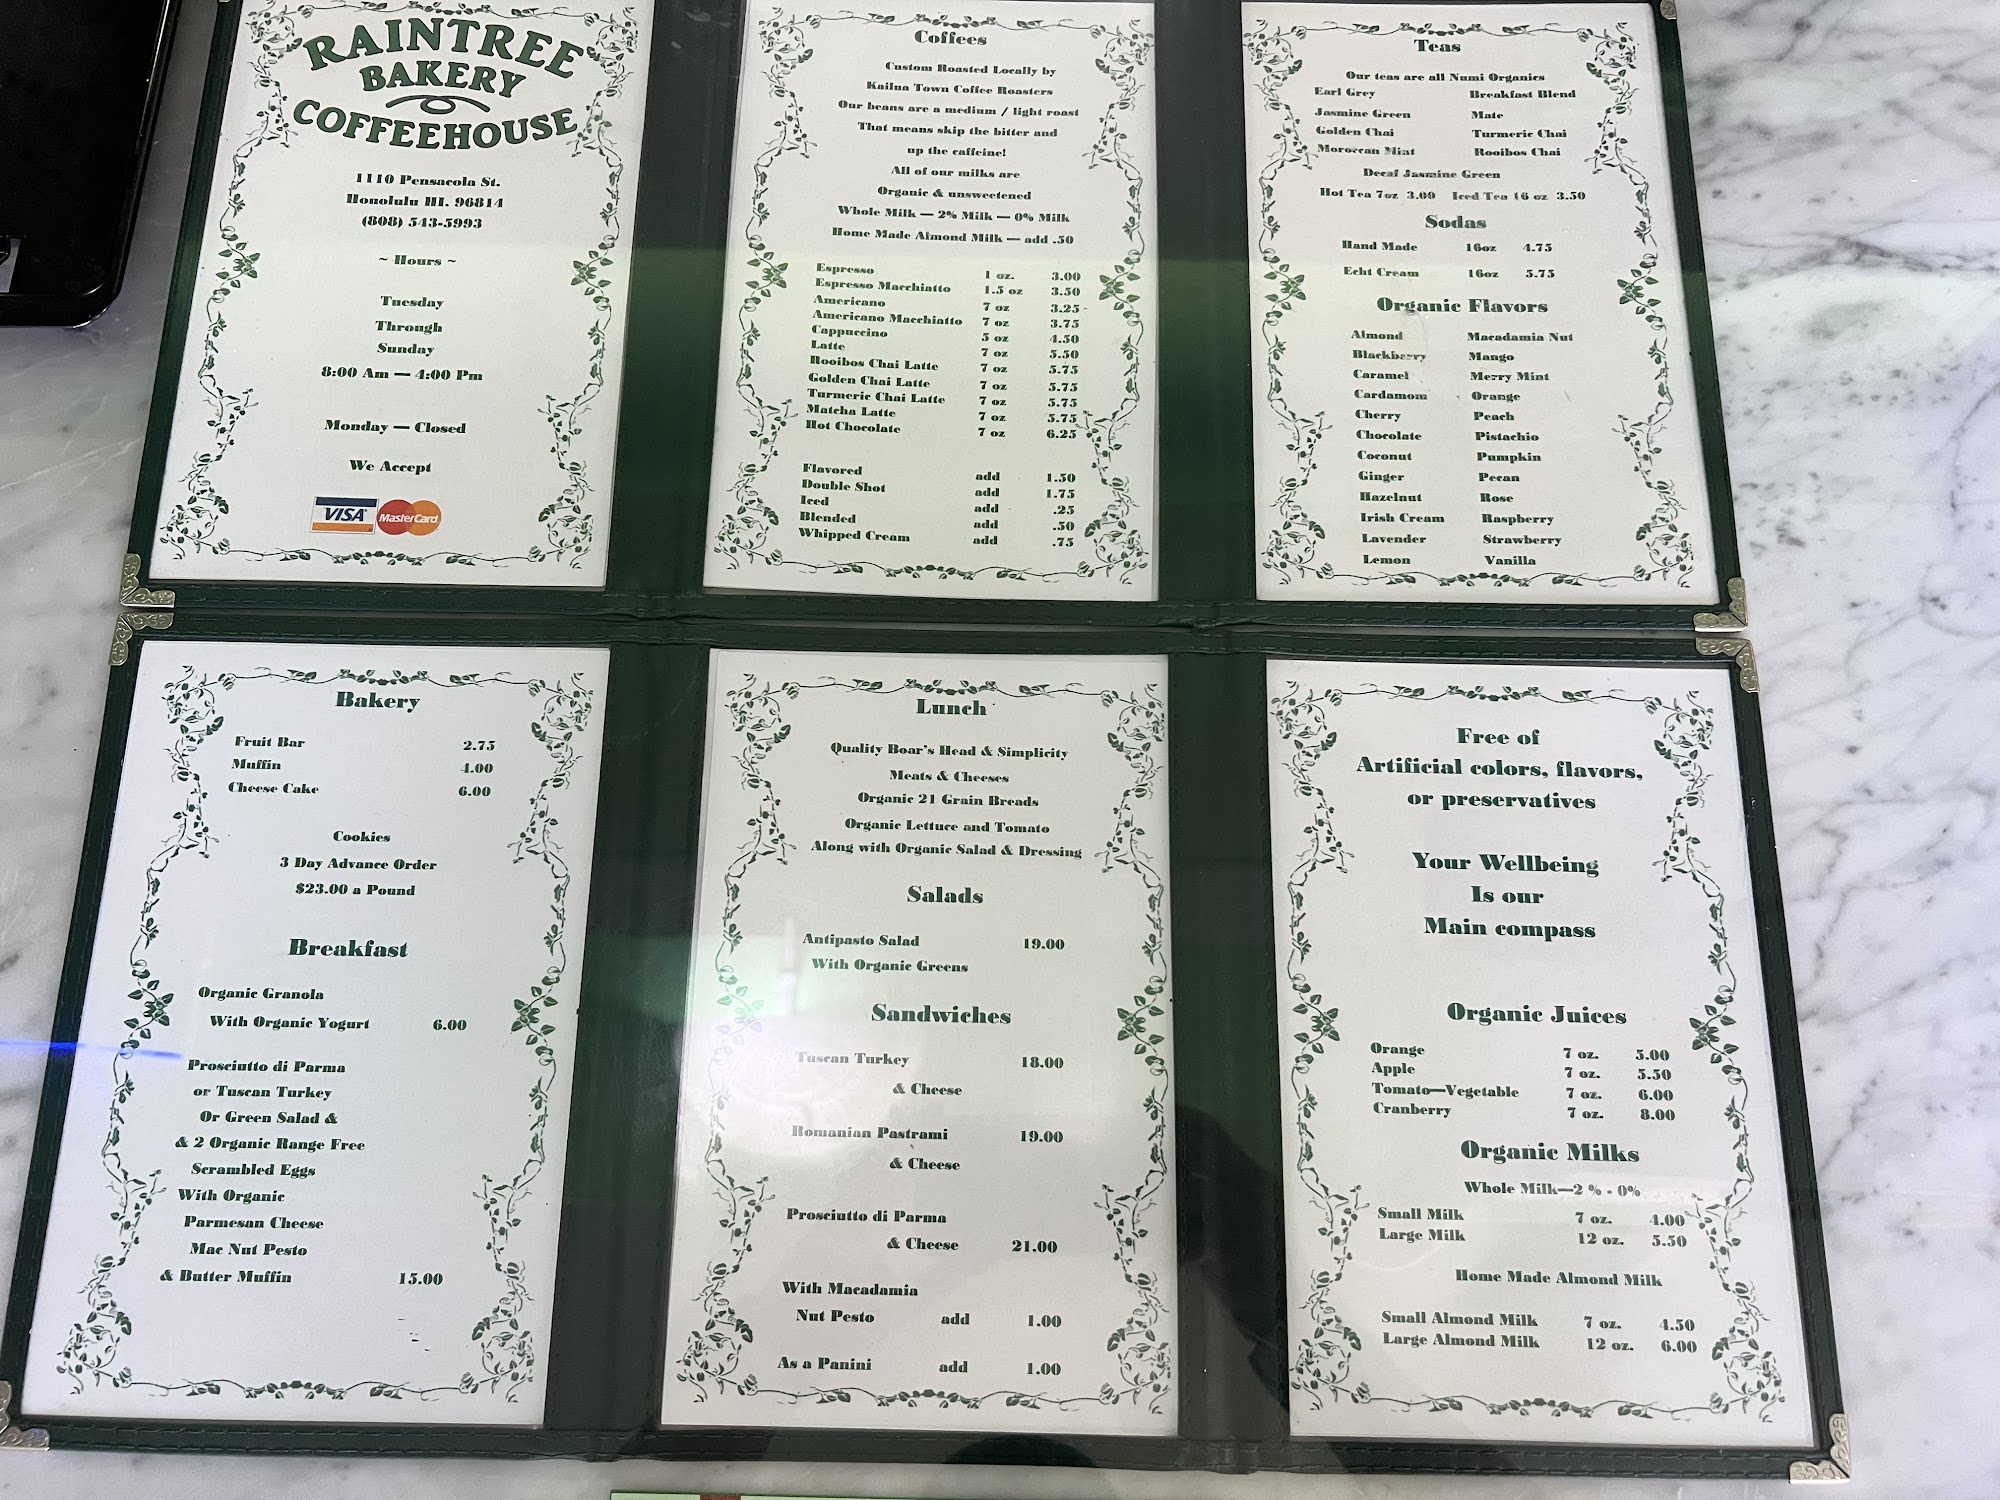 RAINTREE
BAKERY
COFFEEHOUSE
1110 Pensacola St.
Honolulu HI. 96814
(808) 543-5993
~ Hours ~
Tuesday
Through
Sunday
8:00 Am — 4:00 Pm
Monday — Closed
We Accept
VISA MasterCard
Coffees
Custom Roasted Locally by
Kailua Town Coffee Roasters
Our beans are a medium / light roast
That means skip the bitter and
up the caffeine!
All of our milks are
Organic & unsweetened
Whole Milk — 2% Milk — 0% Milk
Home Made Almond Milk — add .50
Espresso 1 oz. 3.00
Espresso Macchiatto 1.5 oz 3.50
Americano 7 oz 3.25
Americano Macchiatto 7 oz 3.75
Cappuccino 5 oz 4.50
Latte 7 oz 5.50
Rooibos Chai Latte 7 oz 5.75
Golden Chai Latte 7 oz 5.75
Turmeric Chai Latte 7 oz 5.75
Matcha Latte 7 oz 5.75
Hot Chocolate 7 oz 6.25
Flavored add 1.50
Double Shot add 1.75
Iced add .25
Blended add .50
Whipped Cream add .75
Teas
Our teas are all Numi Organics
Earl Grey Breakfast Blend
Jasmine Green Mate
Golden Chai Turmeric Chai
Moroccan Mint Rooibos Chai
Decaf Jasmine Green
Hot Tea 7oz 3.00 Iced Tea 16 oz 3.50
Sodas
Hand Made 16oz 4.75
Echt Cream 16oz 5.75
Organic Flavors
Almond Macadamia Nut
Blackberry Mango
Caramel Merry Mint
Cardamom Orange
Cherry Peach
Chocolate Pistachio
Coconut Pumpkin
Ginger Pecan
Hazelnut Rose
Irish Cream Raspberry
Lavender Strawberry
Lemon Vanilla
Bakery
Fruit Bar 2.75
Muffin 4.00
Cheese Cake 6.00
Cookies
3 Day Advance Order
$23.00 a Pound
Breakfast
Organic Granola
With Organic Yogurt 6.00
Prosciutto di Parma
or Tuscan Turkey
Or Green Salad &
& 2 Organic Range Free
Scrambled Eggs
With Organic
Parmesan Cheese
Mac Nut Pesto
& Butter Muffin 15.00
Lunch
Quality Boar's Head & Simplicity
Meats & Cheeses
Organic 21 Grain Breads
Organic Lettuce and Tomato
Along with Organic Salad & Dressing
Salads
Antipasto Salad 19.00
With Organic Greens
Sandwiches
Tuscan Turkey 18.00
& Cheese
Romanian Pastrami 19.00
& Cheese
Prosciutto di Parma
& Cheese 21.00
With Macadamia
Nut Pesto add 1.00
As a Panini add 1.00
Free of
Artificial colors, flavors,
or preservatives
Your Wellbeing
Is our
Main compass
Organic Juices
Orange 7 oz. 5.00
Apple 7 oz. 5.50
Tomato—Vegetable 7 oz. 6.00
Cranberry 7 oz. 8.00
Organic Milks
Whole Milk—2 % - 0%
Small Milk 7 oz. 4.00
Large Milk 12 oz. 5.50
Home Made Almond Milk
Small Almond Milk 7 oz. 4.50
Large Almond Milk 12 oz. 6.00